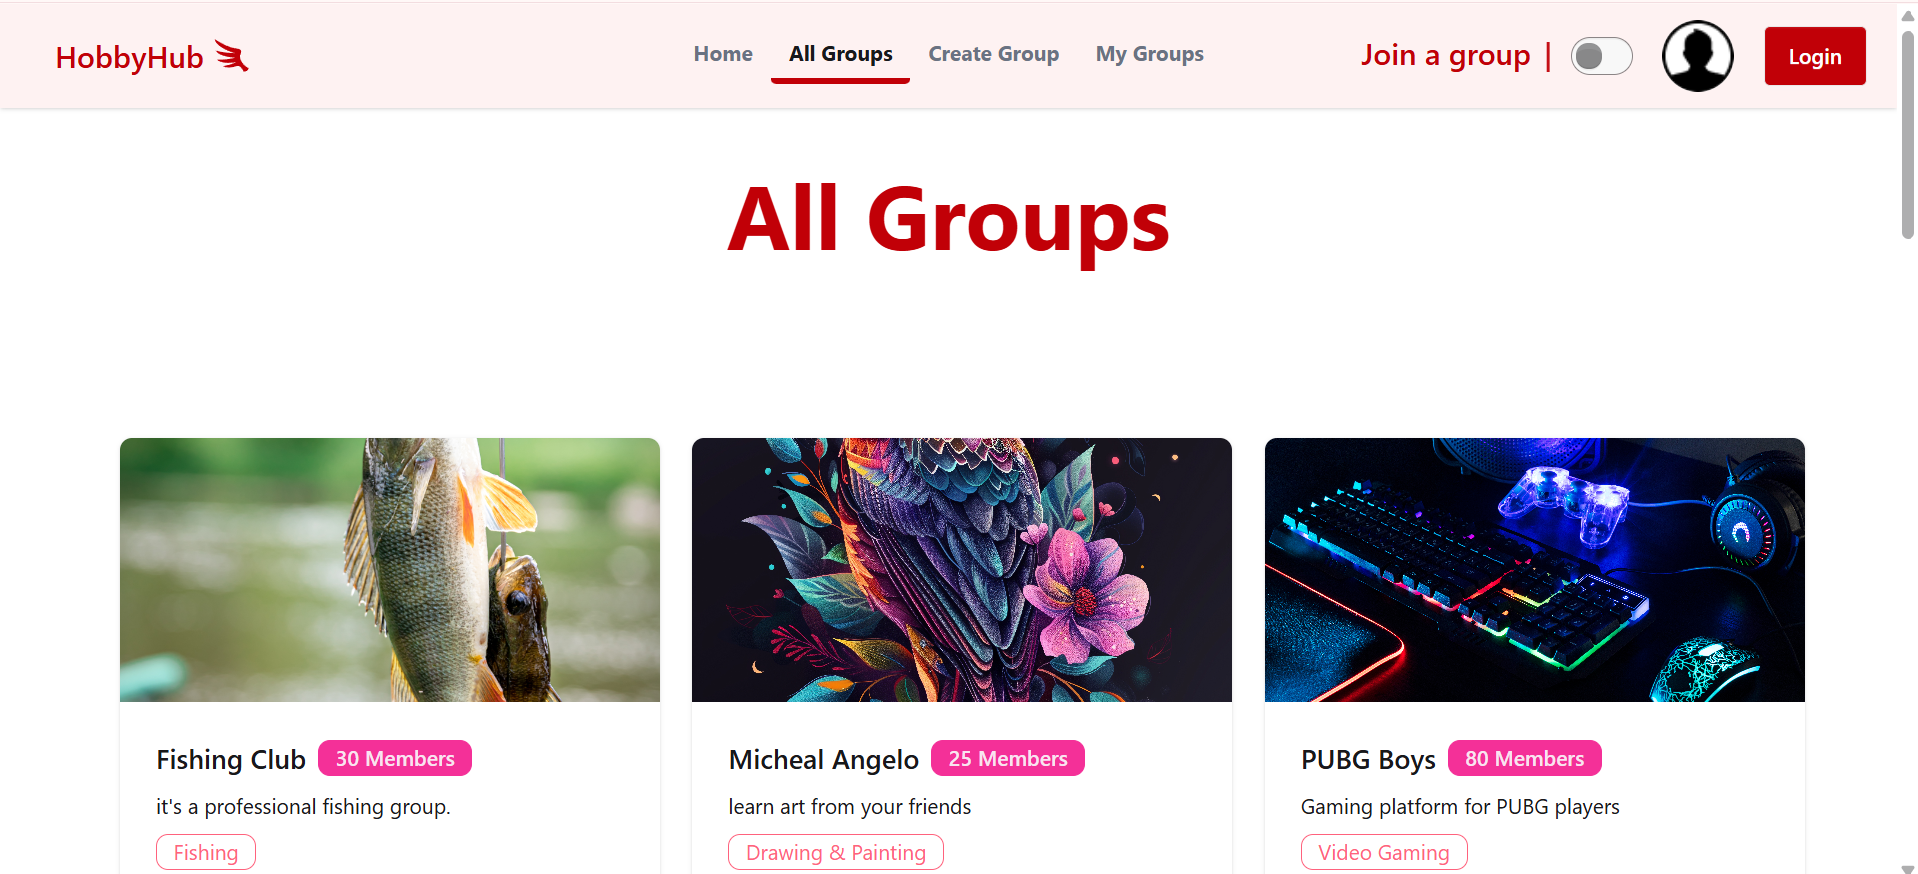 HobbyHub
Home
All Groups
Create Group
My Groups
Join a group |
Login
All Groups
Fishing Club
30 Members
it's a professional fishing group.
Fishing
Micheal Angelo
25 Members
learn art from your friends
Drawing & Painting
PUBG Boys
80 Members
Gaming platform for PUBG players
Video Gaming